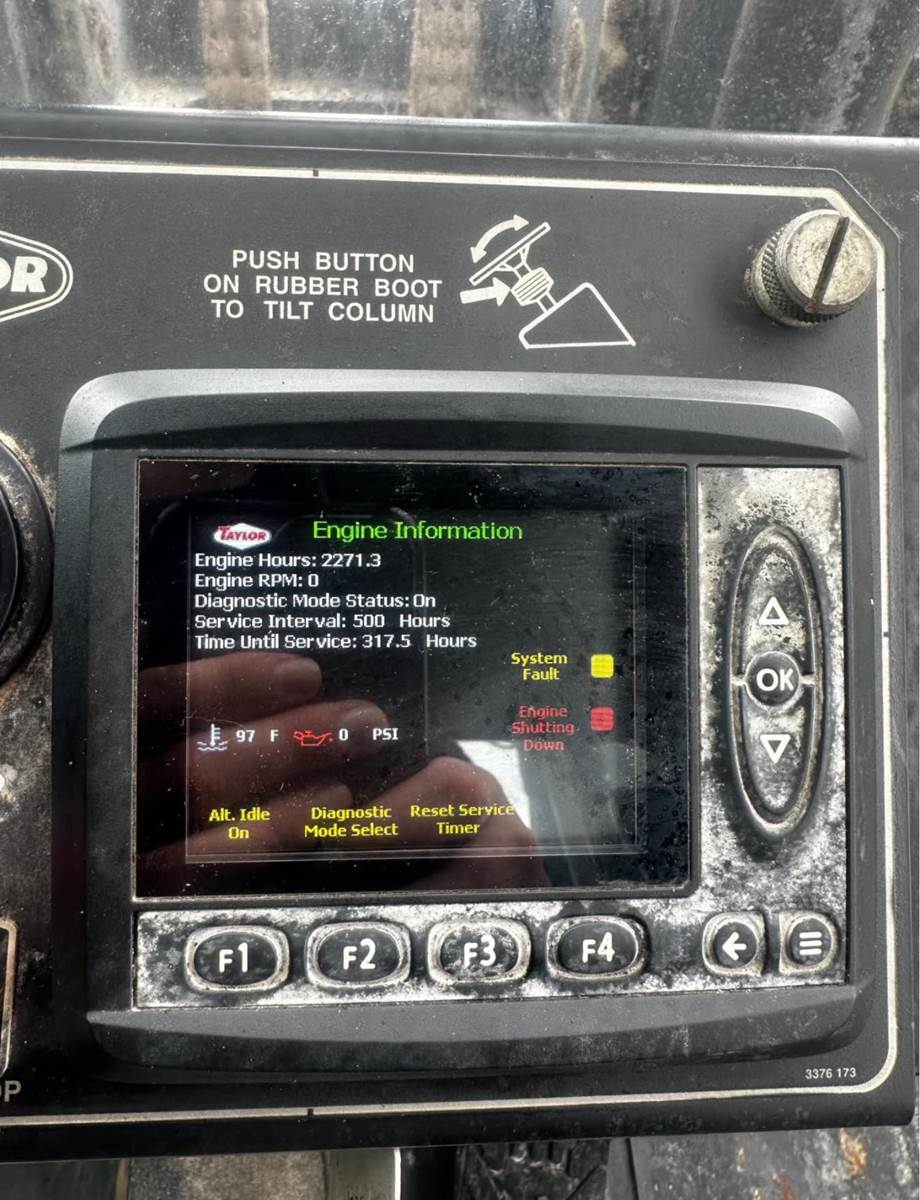 PUSH BUTTON
ON RUBBER BOOT
TO TILT COLUMN
TAYLOR
Engine Information
Engine Hours: 2271.3
Engine RPM: 0
Diagnostic Mode Status: On
Service Interval: 500 Hours
Time Until Service: 317.5 Hours
System
Fault
97 F 0 PSI
Engine
Shutting
Down
Alt. Idle
On
Diagnostic
Mode Select
Reset Service
Timer
OK
F1 F2 F3 F4
3376 173